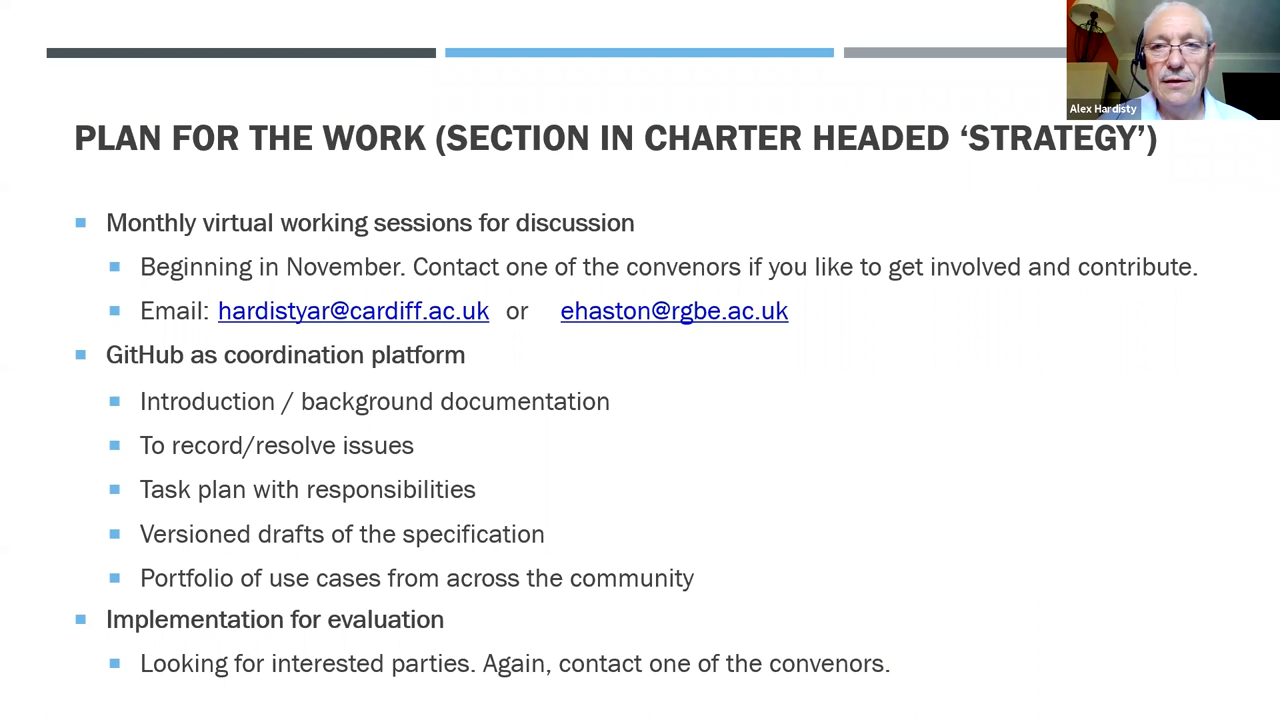 Alex Hardisty
PLAN FOR THE WORK (SECTION IN CHARTER HEADED ‘STRATEGY’)
Monthly virtual working sessions for discussion
Beginning in November. Contact one of the convenors if you like to get involved and contribute.
Email: hardistyar@cardiff.ac.uk or ehaston@rgbe.ac.uk
GitHub as coordination platform
Introduction / background documentation
To record/resolve issues
Task plan with responsibilities
Versioned drafts of the specification
Portfolio of use cases from across the community
Implementation for evaluation
Looking for interested parties. Again, contact one of the convenors.